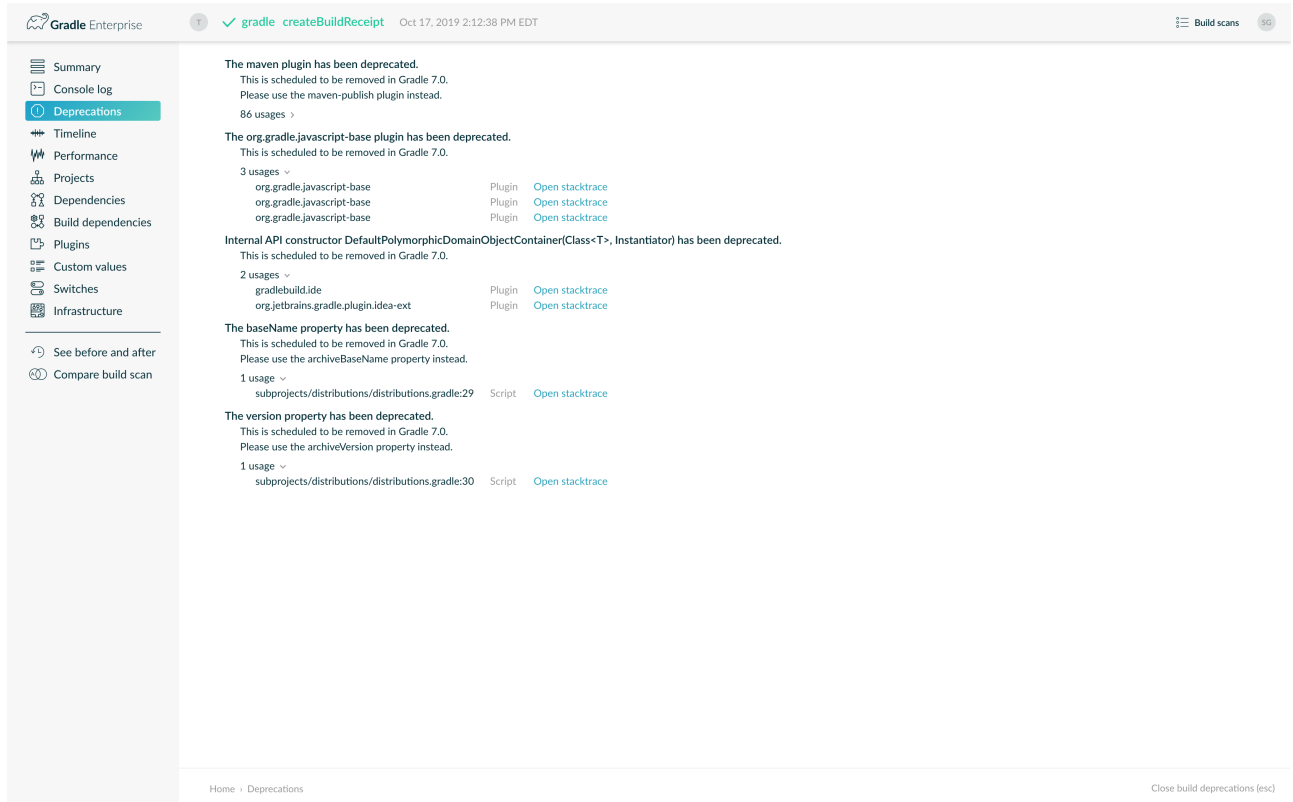 Gradle Enterprise
T gradle createBuildReceipt Oct 17, 2019 2:12:38 PM EDT
Build scans SG
Summary
Console log
Deprecations
Timeline
Performance
Projects
Dependencies
Build dependencies
Plugins
Custom values
Switches
Infrastructure
See before and after
Compare build scan
The maven plugin has been deprecated.
This is scheduled to be removed in Gradle 7.0.
Please use the maven-publish plugin instead.
86 usages
The org.gradle.javascript-base plugin has been deprecated.
This is scheduled to be removed in Gradle 7.0.
3 usages
org.gradle.javascript-base Plugin Open stacktrace
org.gradle.javascript-base Plugin Open stacktrace
org.gradle.javascript-base Plugin Open stacktrace
Internal API constructor DefaultPolymorphicDomainObjectContainer(Class<T>, Instantiator) has been deprecated.
This is scheduled to be removed in Gradle 7.0.
2 usages
gradlebuild.ide Plugin Open stacktrace
org.jetbrains.gradle.plugin.idea-ext Plugin Open stacktrace
The baseName property has been deprecated.
This is scheduled to be removed in Gradle 7.0.
Please use the archiveBaseName property instead.
1 usage
subprojects/distributions/distributions.gradle:29 Script Open stacktrace
The version property has been deprecated.
This is scheduled to be removed in Gradle 7.0.
Please use the archiveVersion property instead.
1 usage
subprojects/distributions/distributions.gradle:30 Script Open stacktrace
Home › Deprecations
Close build deprecations (esc)